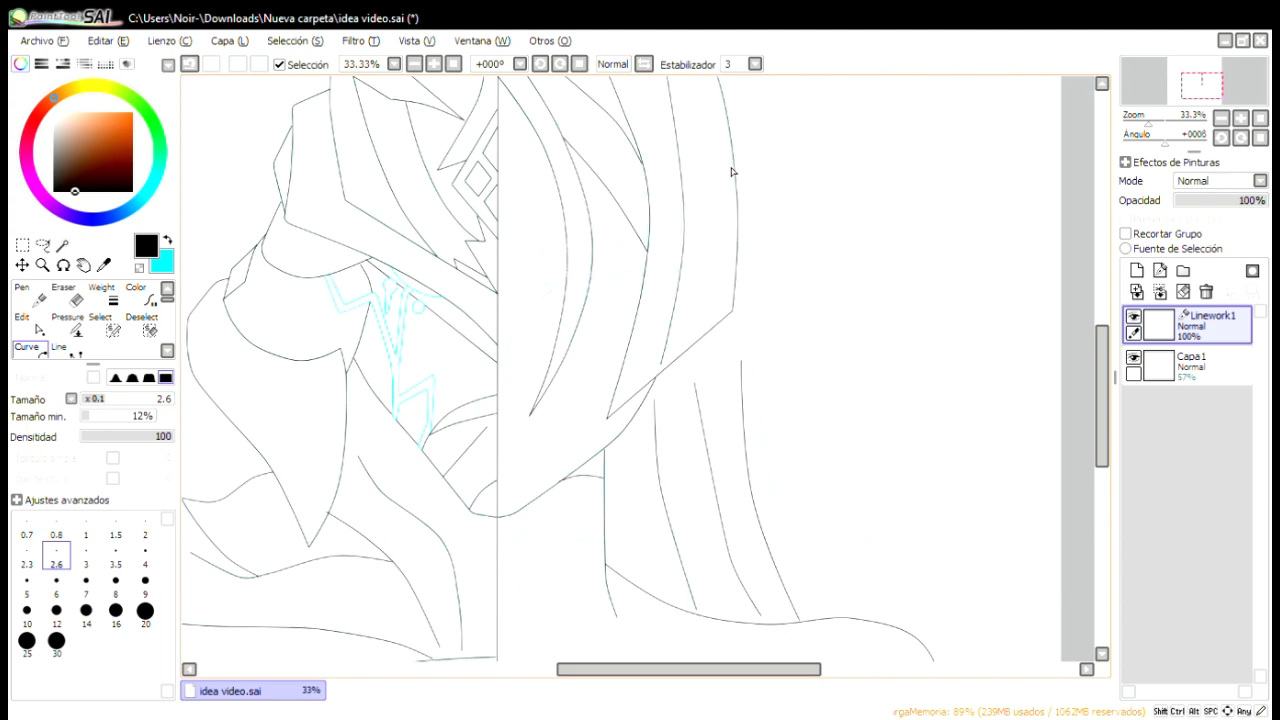 PaintTool SAI C:\Users\Noir-\Downloads\Nueva carpeta\idea video.sai (*)
Archivo (F) Editar (E) Lienzo (C) Capa (L) Selección (S) Filtro (T) Vista (V) Ventana (W) Otros (O)
Selección 33.33% +000° Normal Estabilizador 3
Zoom 33.3%
Angulo +000θ
Efectos de Pinturas
Mode Normal
Opacidad 100%
Recortar Grupo
Fuente de Selección
Pen Eraser Weight Color
Edit Pressure Select Deselect
Curve Line
Linework1
Normal
100%
Capa1
57%
Tamaño x 0.1 2.6
Tamaño min. 12%
Densitidad 100
Ajustes avanzados
0.7 0.8 1 1.5 2
2.3 2.6 3 3.5 4
5 6 7 8 9
10 12 14 16 20
25 30
idea video.sai 33%
rgaMemoria: 89% (239MB usados / 1062MB reservados) Shift Ctrl Alt SPC Any